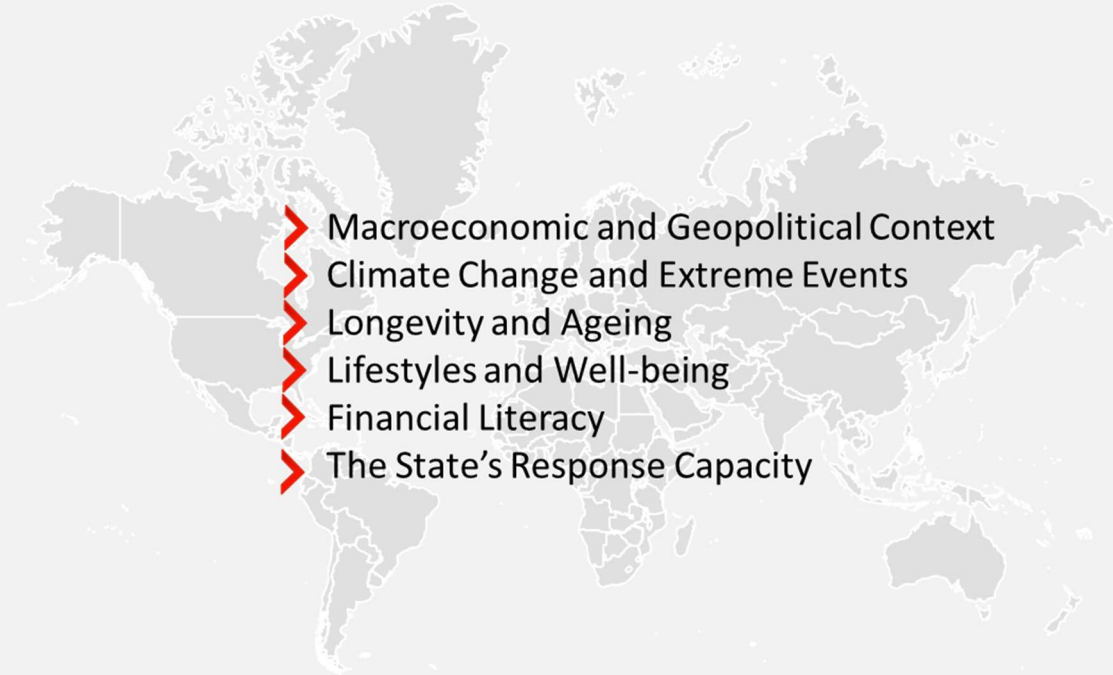 Macroeconomic and Geopolitical Context
Climate Change and Extreme Events
Longevity and Ageing
Lifestyles and Well-being
Financial Literacy
The State’s Response Capacity